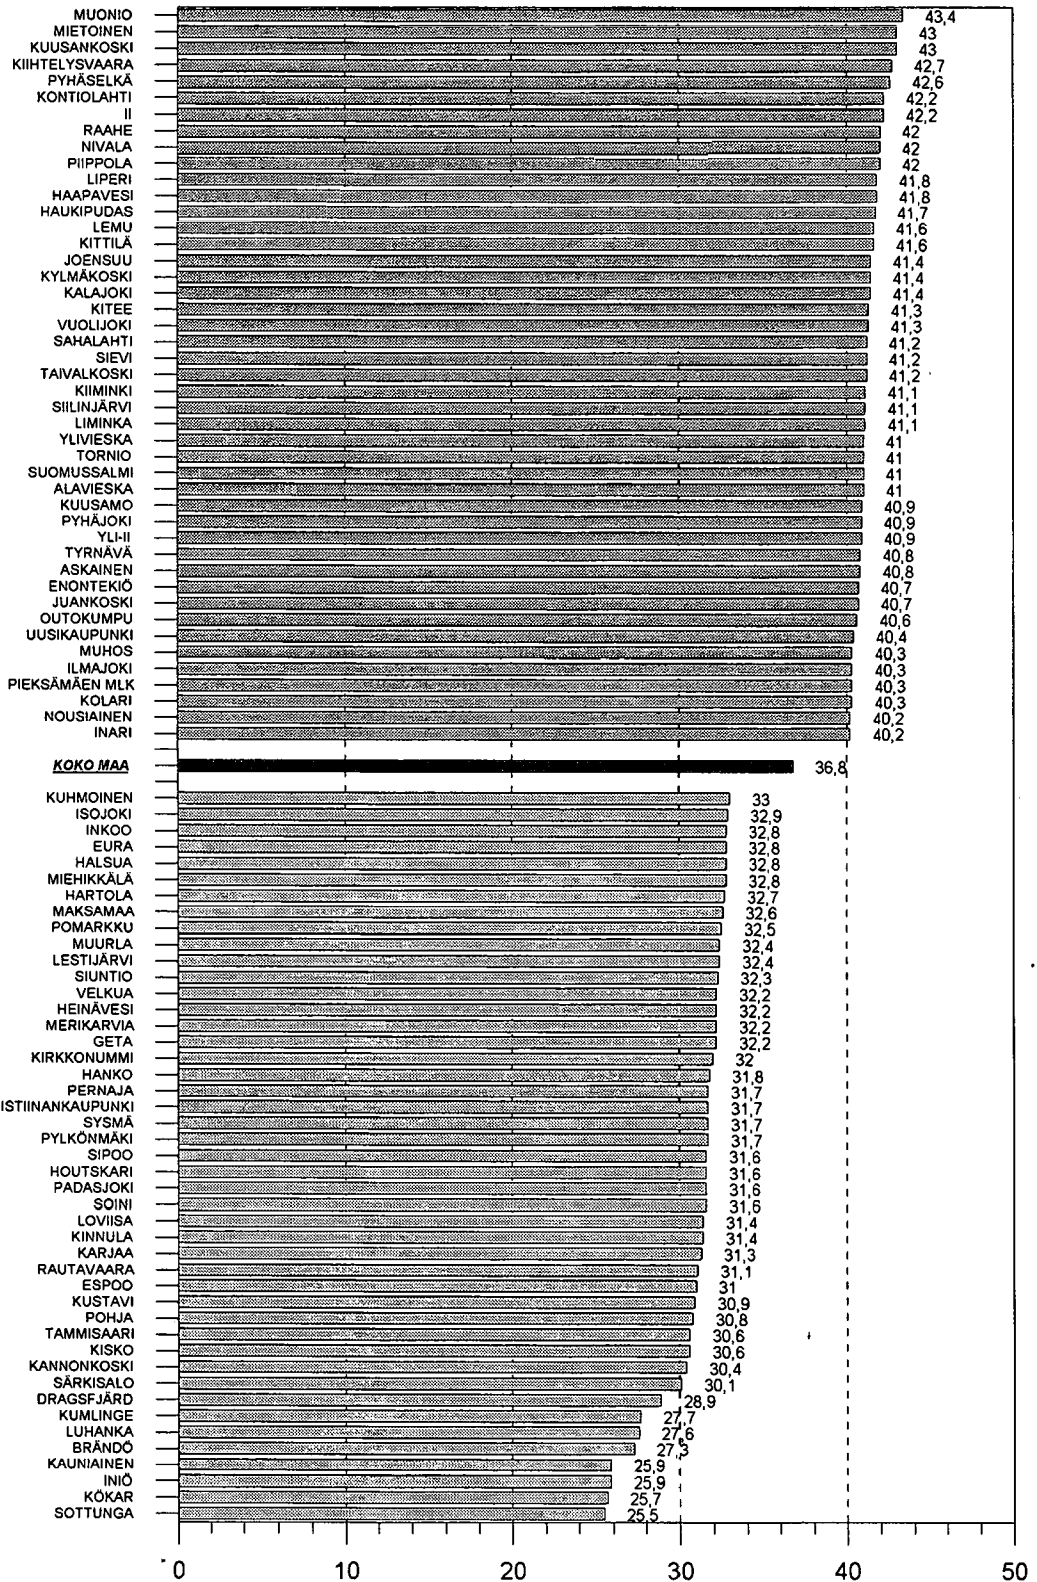 MUONIO 43,4
MIETOINEN 43
KUUSANKOSKI 43
KIIHTELYSVAARA 42,7
PYHÄSELKÄ 42,6
KONTIOLAHTI 42,2
II 42,2
RAAHE 42
NIVALA 42
PIIPPOLA 42
LIPERI 41,8
HAAPAVESI 41,8
HAUKIPUDAS 41,7
LEMU 41,6
KITTILÄ 41,6
JOENSUU 41,4
KYLMÄKOSKI 41,4
KALAJOKI 41,4
KITEE 41,3
VUOLIJOKI 41,3
SAHALAHTI 41,2
SIEVI 41,2
TAIVALKOSKI 41,2
KIIMINKI 41,1
SIILINJÄRVI 41,1
LIMINKA 41,1
YLIVIESKA 41
TORNIO 41
SUOMUSSALMI 41
ALAVIESKA 41
KUUSAMO 40,9
PYHÄJOKI 40,9
YLI-II 40,9
TYRNÄVÄ 40,8
ASKAINEN 40,8
ENONTEKIÖ 40,7
JUANKOSKI 40,7
OUTOKUMPU 40,6
UUSIKAUPUNKI 40,4
MUHOS 40,3
ILMAJOKI 40,3
PIEKSÄMÄEN MLK 40,3
KOLARI 40,3
NOUSIAINEN 40,2
INARI 40,2
KOKO MAA 36,8
KUHMOINEN 33
ISOJOKI 32,9
INKOO 32,8
EURA 32,8
HALSUA 32,8
MIEHIKKÄLÄ 32,8
HARTOLA 32,7
MAKSAMAA 32,6
POMARKKU 32,5
MUURLA 32,4
LESTIJÄRVI 32,4
SIUNTIO 32,3
VELKUA 32,2
HEINÄVESI 32,2
MERIKARVIA 32,2
GETA 32,2
KIRKKONUMMI 32
HANKO 31,8
PERNAJA 31,7
ISTIINANKAUPUNKI 31,7
SYSMÄ 31,7
PYLKÖNMÄKI 31,7
SIPOO 31,6
HOUTSKARI 31,6
PADASJOKI 31,6
SOINI 31,6
LOVIISA 31,4
KINNULA 31,4
KARJAA 31,3
RAUTAVAARA 31,1
ESPOO 31
KUSTAVI 30,9
POHJA 30,8
TAMMISAARI 30,6
KISKO 30,6
KANNONKOSKI 30,4
SÄRKISALO 30,1
DRAGSFJÄRD 28,9
KUMLINGE 27,7
LUHANKA 27,6
BRÄNDÖ 27,3
KAUNIAINEN 25,9
INIÖ 25,9
KÖKAR 25,7
SOTTUNGA 25,5
0 10 20 30 40 50